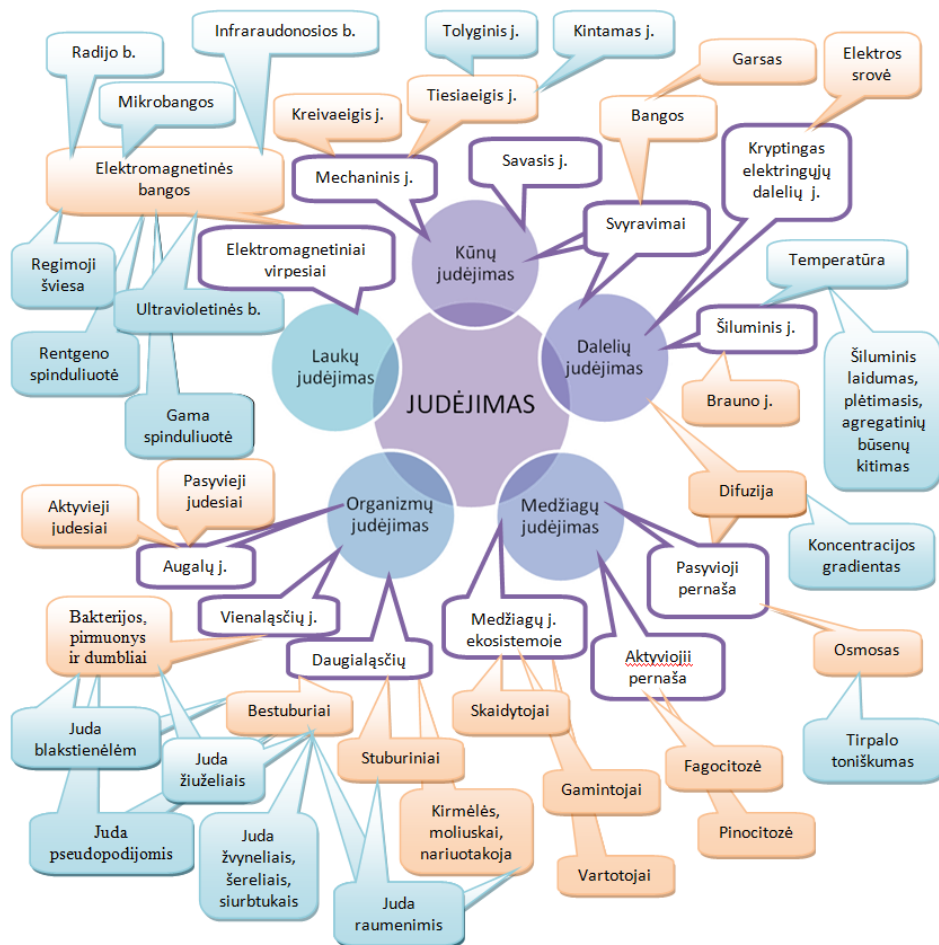 Radijo b.
Infraraudonosios b.
Mikrobangos
Elektromagnetinės
bangos
Regimoji
šviesa
Ultravioletinės b.
Rentgeno
spinduliuotė
Gama
spinduliuotė
Elektromagnetiniai
virpesiai
Laukų
judėjimas
Tolyginis j.
Kintamas j.
Kreivaeigis j.
Tiesiaeigis j.
Mechaninis j.
Savasis j.
Kūnų
judėjimas
Garsas
Bangos
Svyravimai
Elektros
srovė
Kryptingas
elektringųjų
dalelių j.
Temperatūra
Šiluminis j.
Dalelių
judėjimas
Brauno j.
Šiluminis
laidumas,
plėtimasis,
agregatinių
būsenų
kitimas
JUDĖJIMAS
Difuzija
Koncentracijos
gradientas
Pasyvioji
pernaša
Medžiagų
judėjimas
Osmosas
Tirpalo
toniškumas
Aktyviojii
pernaša
Fagocitozė
Pinocitozė
Medžiagų j.
ekosistemoje
Skaidytojai
Gamintojai
Vartotojai
Organizmų
judėjimas
Pasyvieji
judesiai
Aktyvieji
judesiai
Augalų j.
Vienaląsčių j.
Daugialąsčių
Bakterijos,
pirmuonys
ir dumbliai
Juda
blakstienėlėm
Juda
žiuželiais
Juda
pseudopodijomis
Bestuburiai
Stuburiniai
Kirmėlės,
moliuskai,
nariuotakoja
Juda
žvyneliais,
šereliais,
siurbtukais
Juda
raumenimis